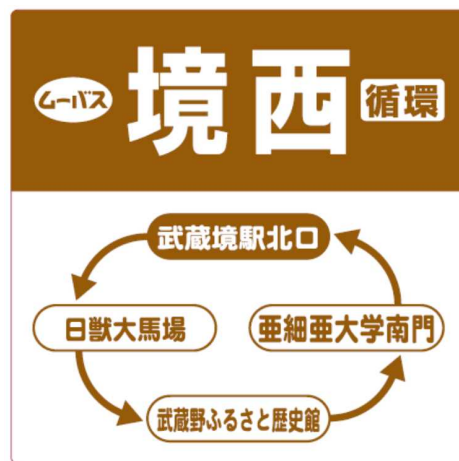 ムーバス 境西 循環
武蔵境駅北口
日獣大馬場 亜細亜大学南門
武蔵野ふるさと歴史館